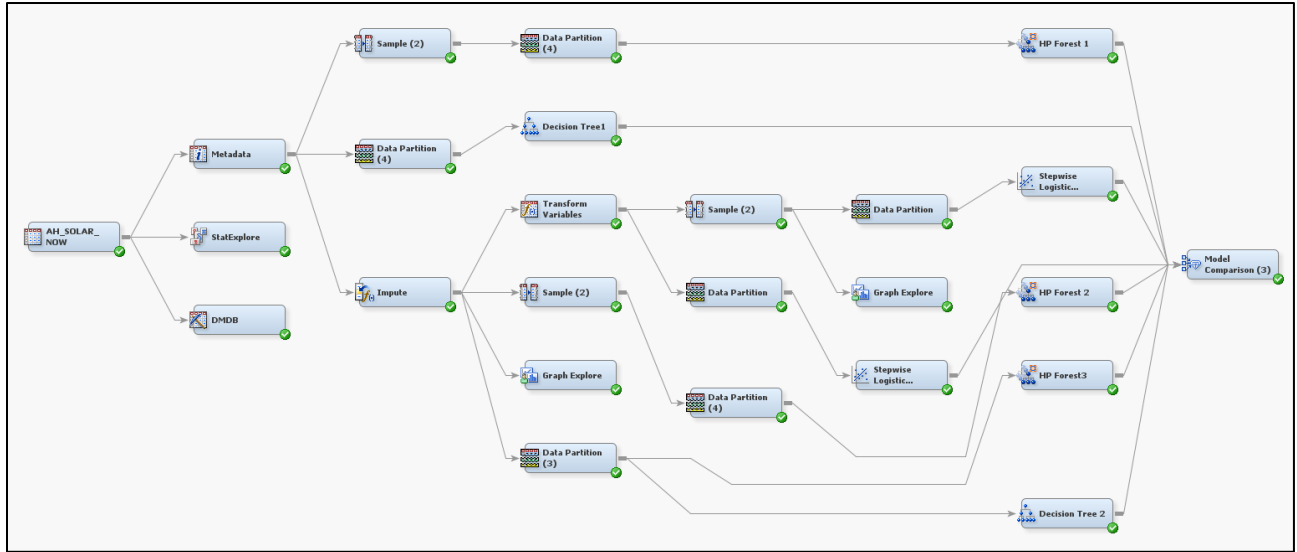 Sample (2)
Data Partition
(4)
HP Forest 1
Decision Tree1
Metadata
Data Partition
(4)
Stepwise
Logistic...
Transform
Variables
Sample (2)
Data Partition
AH_SOLAR_
NOW
StatExplore
Model
Comparison (3)
Impute
Sample (2)
Data Partition
Graph Explore
HP Forest 2
DMDB
Graph Explore
Stepwise
Logistic...
HP Forest3
Data Partition
(4)
Data Partition
(3)
Decision Tree 2